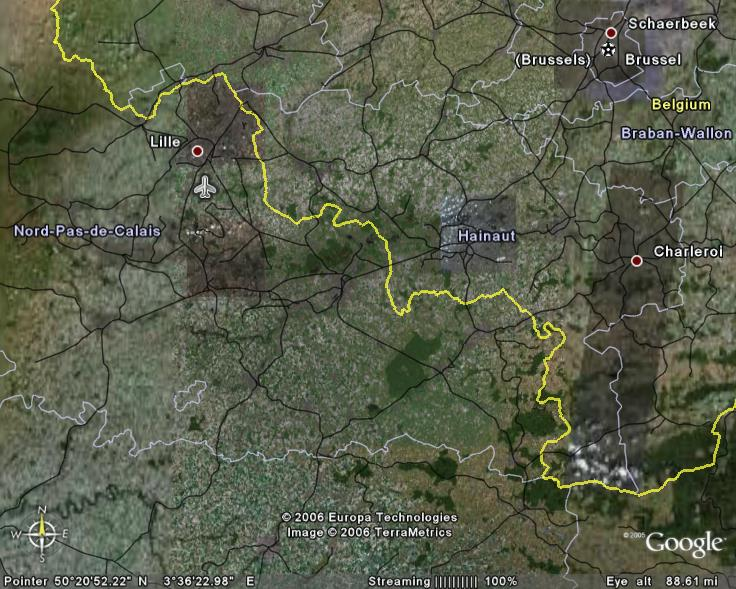 Schaerbeek
(Brussels) Brussel
Belgium
Braban-Wallon
Lille
Nord-Pas-de-Calais
Hainaut
Charleroi
N
W E
S
© 2006 Europa Technologies
Image © 2006 TerraMetrics
© 2005 Google™
Pointer 50°20'52.22" N 3°36'22.98" E Streaming |||||||||| 100% Eye alt 88.61 mi